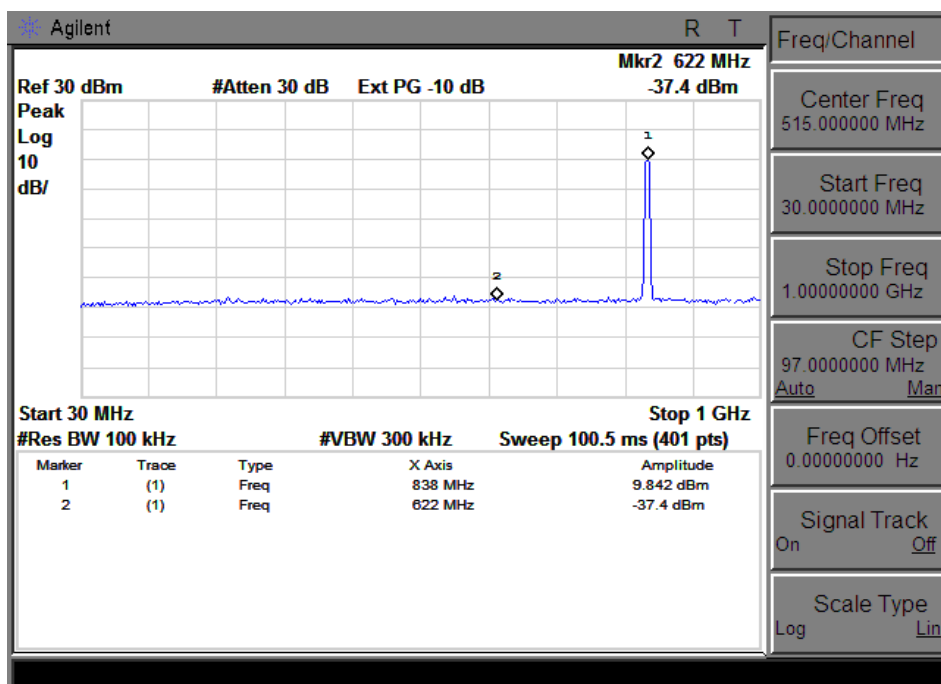 Agilent R T
Mkr2 622 MHz
Ref 30 dBm #Atten 30 dB Ext PG -10 dB -37.4 dBm
Peak
Log
10
dB/
1
2
Start 30 MHz Stop 1 GHz
#Res BW 100 kHz #VBW 300 kHz Sweep 100.5 ms (401 pts)
Marker Trace Type X Axis Amplitude
1 (1) Freq 838 MHz 9.842 dBm
2 (1) Freq 622 MHz -37.4 dBm
Freq/Channel
Center Freq
515.000000 MHz
Start Freq
30.0000000 MHz
Stop Freq
1.00000000 GHz
CF Step
97.0000000 MHz
Auto Man
Freq Offset
0.00000000 Hz
Signal Track
On Off
Scale Type
Log Lin